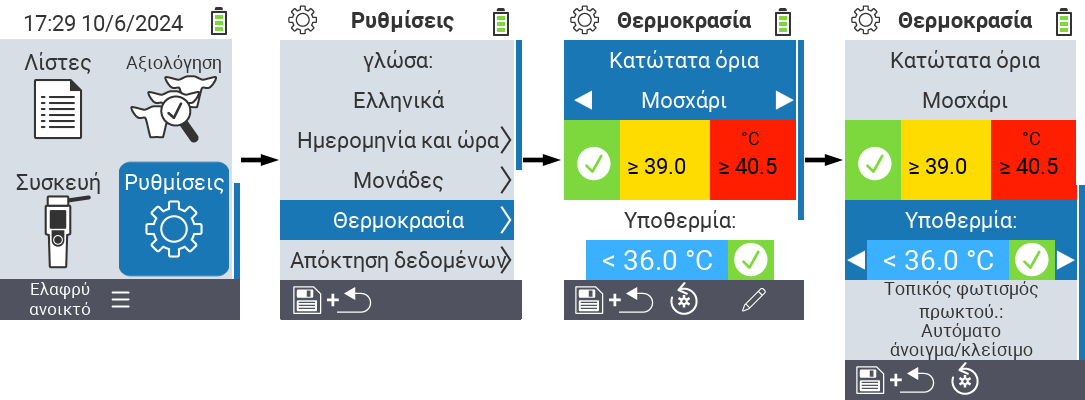 17:29 10/6/2024
Λίστες
Αξιολόγηση
Συσκευή
Ρυθμίσεις
Ελαφρύ
ανοικτό
Ρυθμίσεις
γλώσα:
Ελληνικά
Ημερομηνία και ώρα
Μονάδες
Θερμοκρασία
Απόκτηση δεδομένων
+
Θερμοκρασία
Κατώτατα όρια
Μοσχάρι
°C
≥ 39.0
≥ 40.5
Υποθερμία:
< 36.0 °C
+
Θερμοκρασία
Κατώτατα όρια
Μοσχάρι
°C
≥ 39.0
≥ 40.5
Υποθερμία:
< 36.0 °C
Τοπικός φωτισμός
πρωκτού.:
Αυτόματο
άνοιγμα/κλείσιμο
+